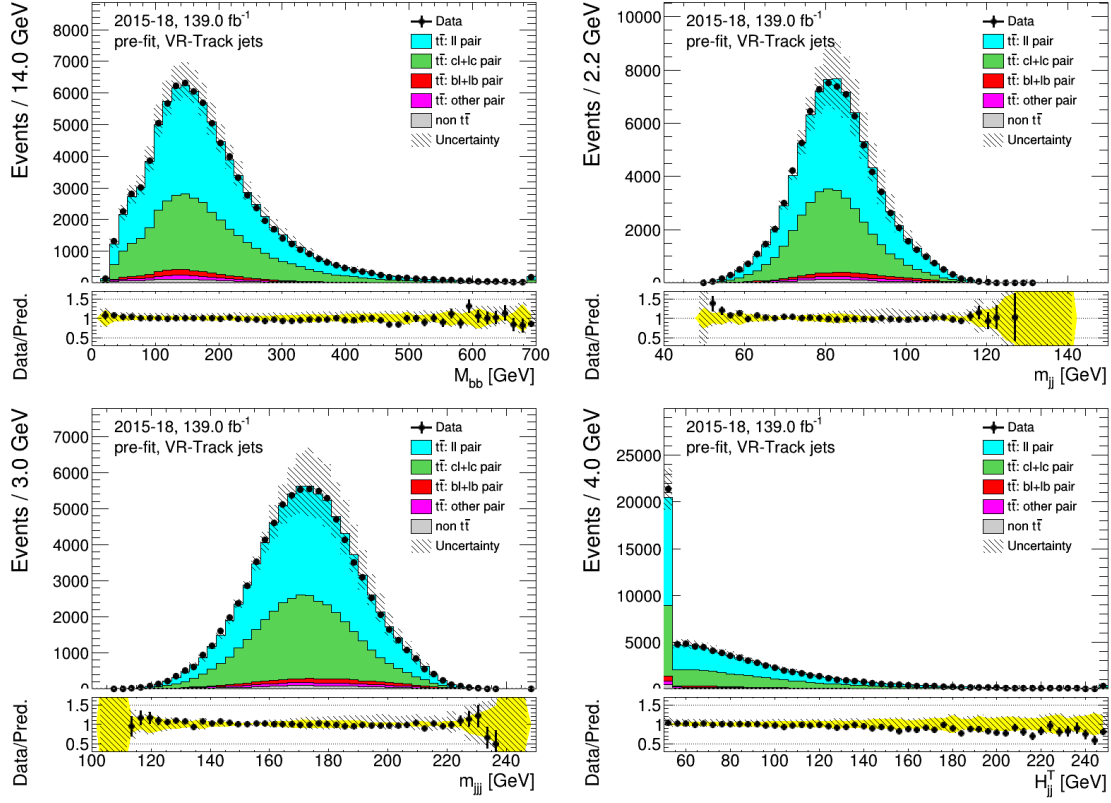 Events / 14.0 GeV
8000
7000
6000
5000
4000
3000
2000
1000
0
2015-18, 139.0 fb⁻¹
pre-fit, VR-Track jets
Data
tt̄: ll pair
tt̄: cl+lc pair
tt̄: bl+lb pair
tt̄: other pair
non tt̄
Uncertainty
Data/Pred.
1.5
1
0.5
0 100 200 300 400 500 600 700
M_bb [GeV]
Events / 2.2 GeV
10000
8000
6000
4000
2000
0
2015-18, 139.0 fb⁻¹
pre-fit, VR-Track jets
Data
tt̄: ll pair
tt̄: cl+lc pair
tt̄: bl+lb pair
tt̄: other pair
non tt̄
Uncertainty
Data/Pred.
1.5
1
0.5
40 60 80 100 120 140
m_jj [GeV]
Events / 3.0 GeV
7000
6000
5000
4000
3000
2000
1000
0
2015-18, 139.0 fb⁻¹
pre-fit, VR-Track jets
Data
tt̄: ll pair
tt̄: cl+lc pair
tt̄: bl+lb pair
tt̄: other pair
non tt̄
Uncertainty
Data/Pred.
1.5
1
0.5
100 120 140 160 180 200 220 240
m_jjj [GeV]
Events / 4.0 GeV
25000
20000
15000
10000
5000
0
2015-18, 139.0 fb⁻¹
pre-fit, VR-Track jets
Data
tt̄: ll pair
tt̄: cl+lc pair
tt̄: bl+lb pair
tt̄: other pair
non tt̄
Uncertainty
Data/Pred.
1.5
1
0.5
60 80 100 120 140 160 180 200 220 240
H^T_jj [GeV]